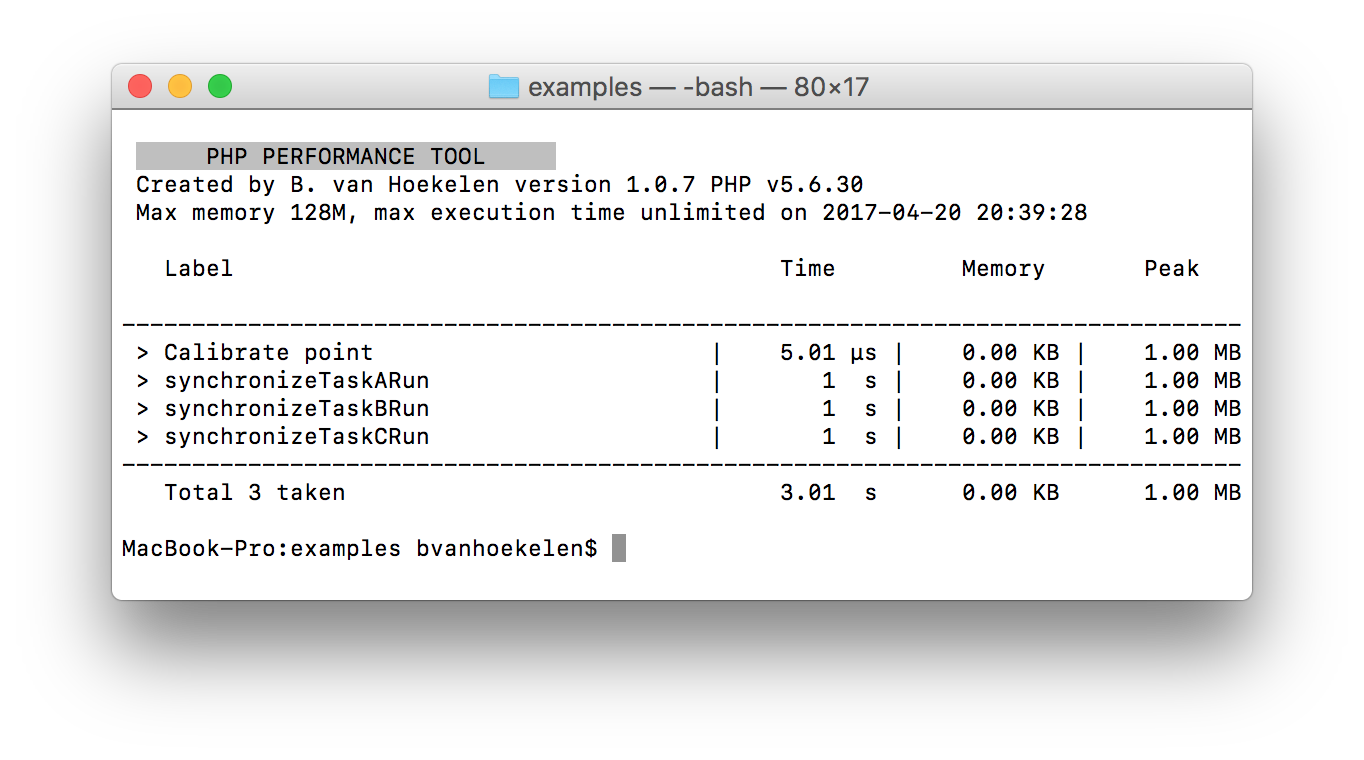 examples — -bash — 80×17
PHP PERFORMANCE TOOL
Created by B. van Hoekelen version 1.0.7 PHP v5.6.30
Max memory 128M, max execution time unlimited on 2017-04-20 20:39:28
Label Time Memory Peak
--------------------------------------------------------------------------------
> Calibrate point | 5.01 µs | 0.00 KB | 1.00 MB
> synchronizeTaskARun | 1 s | 0.00 KB | 1.00 MB
> synchronizeTaskBRun | 1 s | 0.00 KB | 1.00 MB
> synchronizeTaskCRun | 1 s | 0.00 KB | 1.00 MB
--------------------------------------------------------------------------------
Total 3 taken 3.01 s 0.00 KB 1.00 MB
MacBook-Pro:examples bvanhoekelen$